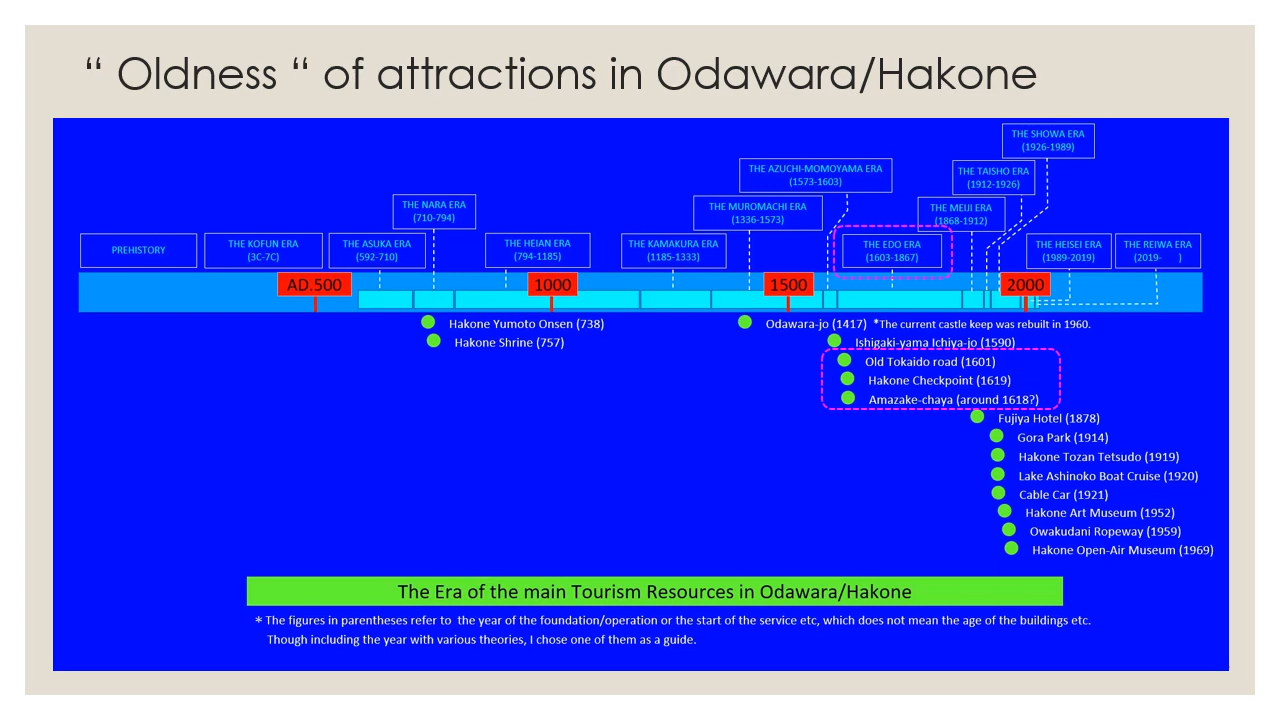 “ Oldness “ of attractions in Odawara/Hakone
THE SHOWA ERA
(1926-1989)
THE AZUCHI-MOMOYAMA ERA
(1573-1603)
THE TAISHO ERA
(1912-1926)
THE NARA ERA
(710-794)
THE MUROMACHI ERA
(1336-1573)
THE MEIJI ERA
(1868-1912)
PREHISTORY
THE KOFUN ERA
(3C-7C)
THE ASUKA ERA
(592-710)
THE HEIAN ERA
(794-1185)
THE KAMAKURA ERA
(1185-1333)
THE EDO ERA
(1603-1867)
THE HEISEI ERA
(1989-2019)
THE REIWA ERA
(2019- )
AD.500
1000
1500
2000
Hakone Yumoto Onsen (738)
Hakone Shrine (757)
Odawara-jo (1417) *The current castle keep was rebuilt in 1960.
Ishigaki-yama Ichiya-jo (1590)
Old Tokaido road (1601)
Hakone Checkpoint (1619)
Amazake-chaya (around 1618?)
Fujiya Hotel (1878)
Gora Park (1914)
Hakone Tozan Tetsudo (1919)
Lake Ashinoko Boat Cruise (1920)
Cable Car (1921)
Hakone Art Museum (1952)
Owakudani Ropeway (1959)
Hakone Open-Air Museum (1969)
The Era of the main Tourism Resources in Odawara/Hakone
* The figures in parentheses refer to the year of the foundation/operation or the start of the service etc, which does not mean the age of the buildings etc.
Though including the year with various theories, I chose one of them as a guide.